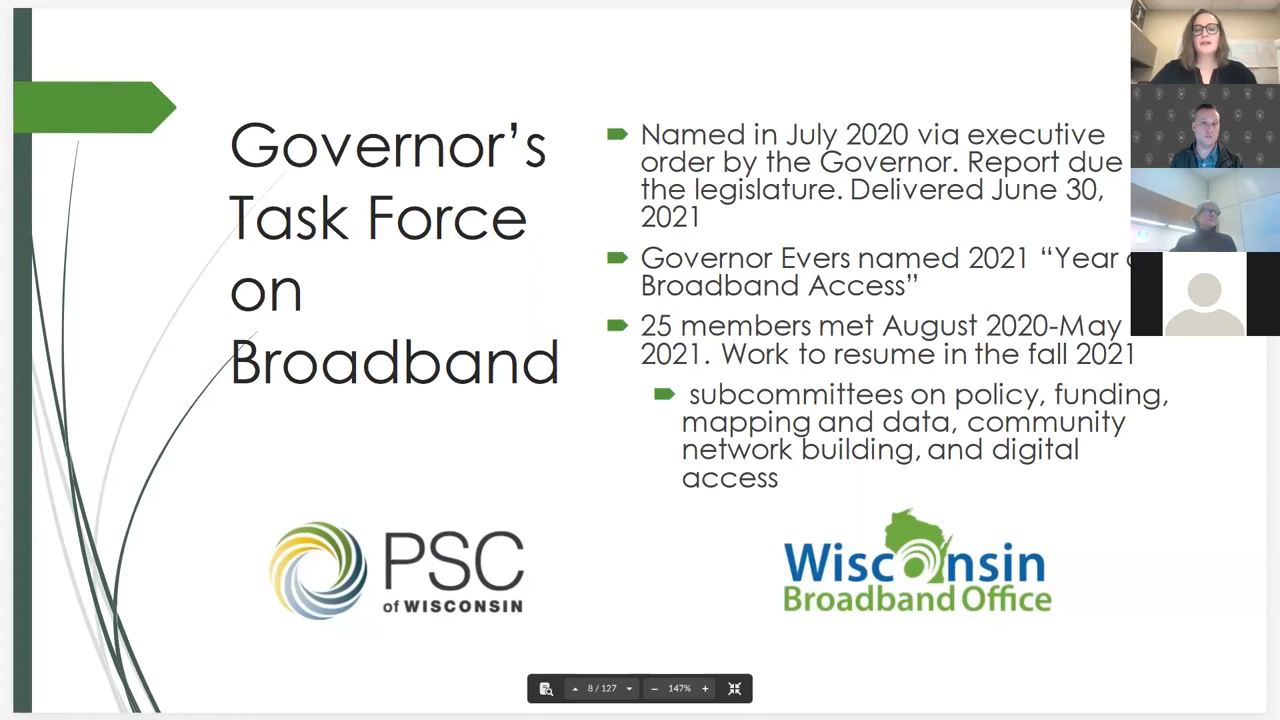 Governor's
Task Force
on
Broadband
Named in July 2020 via executive
order by the Governor. Report due
the legislature. Delivered June 30,
2021
Governor Evers named 2021 “Year
Broadband Access”
25 members met August 2020-May
2021. Work to resume in the fall 2021
subcommittees on policy, funding,
mapping and data, community
network building, and digital
access
PSC
of WISCONSIN
Wisconsin
Broadband Office
8 / 127
147%